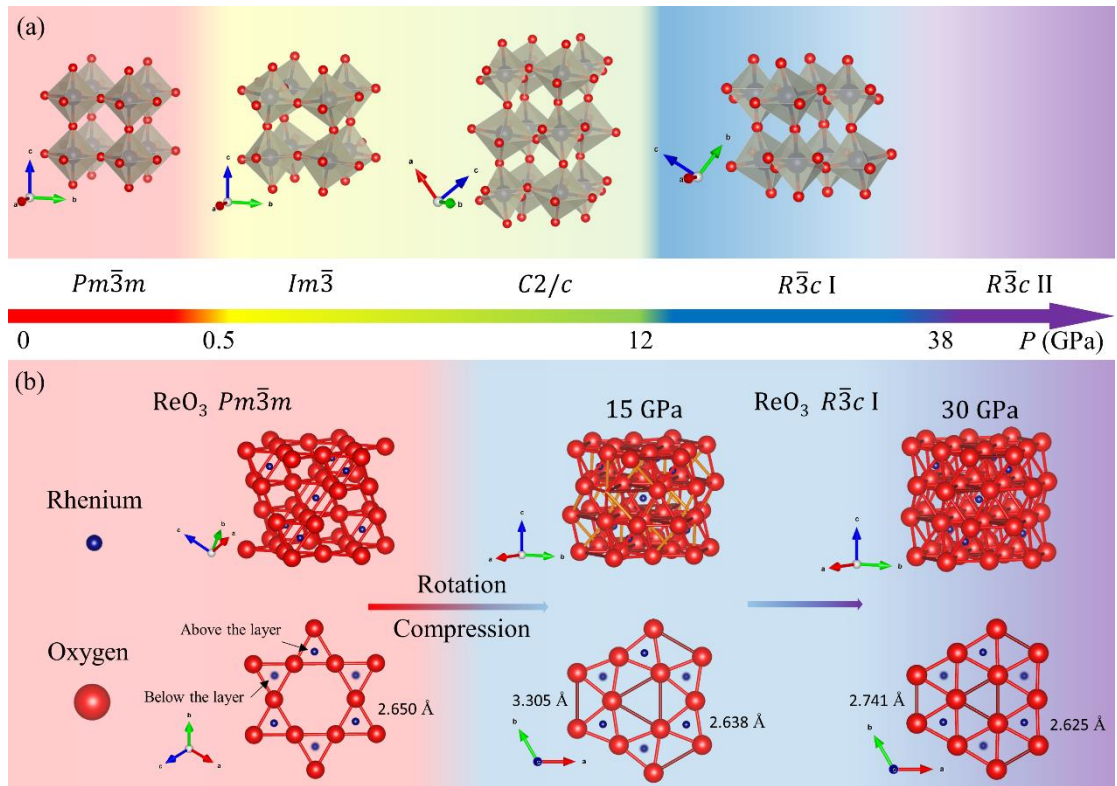 (a)
c
a
b
c
a
b
a
c
b
c
b
a
Pm3̅m
Im3̅
C2/c
R3̅c I
R3̅c II
0
0.5
12
38
P (GPa)
(b)
ReO₃ Pm3̅m
15 GPa
ReO₃ R3̅c I
30 GPa
Rhenium
c
b
a
c
a
b
c
a
b
Rotation
Compression
Oxygen
Above the layer
Below the layer
2.650 Å
3.305 Å
2.638 Å
2.741 Å
2.625 Å
b
c
a
b
c
a
b
c
a